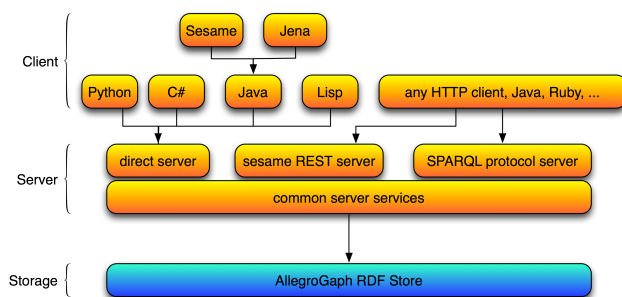 Sesame
Jena
Client
Python
C#
Java
Lisp
any HTTP client, Java, Ruby, ...
direct server
sesame REST server
SPARQL protocol server
Server
common server services
Storage
AllegroGaph RDF Store